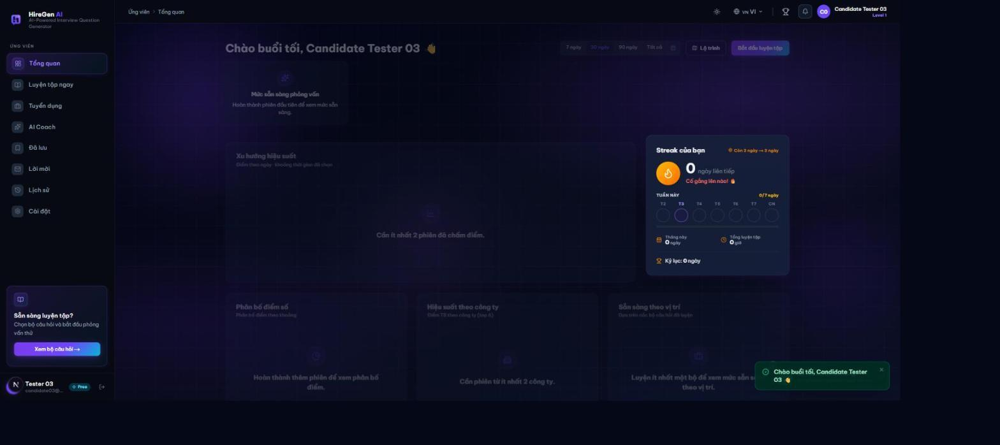 HireGen AI
AI-Powered Interview Question
Generator
ỨNG VIÊN
Tổng quan
Luyện tập ngay
Tuyển dụng
AI Coach
Đã lưu
Lời mời
Lịch sử
Cài đặt
Sẵn sàng luyện tập?
Chọn bộ câu hỏi và bắt đầu phỏng
vấn thử
Xem bộ câu hỏi →
N
Tester 03
candidate03@...
Free
Ứng viên > Tổng quan
VN VI
C0
Candidate Tester 03
Level 1
Chào buổi tối, Candidate Tester 03 👋
7 ngày
30 ngày
90 ngày
Tất cả
Lộ trình
Bắt đầu luyện tập
Mức sẵn sàng phỏng vấn
Hoàn thành phiên đầu tiên để xem mức sẵn
sàng.
Xu hướng hiệu suất
Điểm theo ngày · khoảng thời gian đã chọn
Cần ít nhất 2 phiên đã chấm điểm.
Streak của bạn
Còn 3 ngày → 3 ngày
0 ngày liên tiếp
Cố gắng lên nào! 🔥
TUẦN NÀY
0/7 ngày
T2 T3 T4 T5 T6 T7 CN
Tháng này
0 ngày
Tổng luyện tập
0 giờ
Kỷ lục: 0 ngày
Phân bố điểm số
Phân bố điểm theo khoảng
Hoàn thành thêm phiên để xem phân bố
điểm.
Hiệu suất theo công ty
Điểm TB theo công ty (top 6)
Cần phiên từ ít nhất 2 công ty.
Sẵn sàng theo vị trí
Dựa trên các bộ câu hỏi đã luyện
Luyện ít nhất một bộ để xem mức sẵn
theo vị trí.
Chào buổi tối, Candidate Tester
03 👋